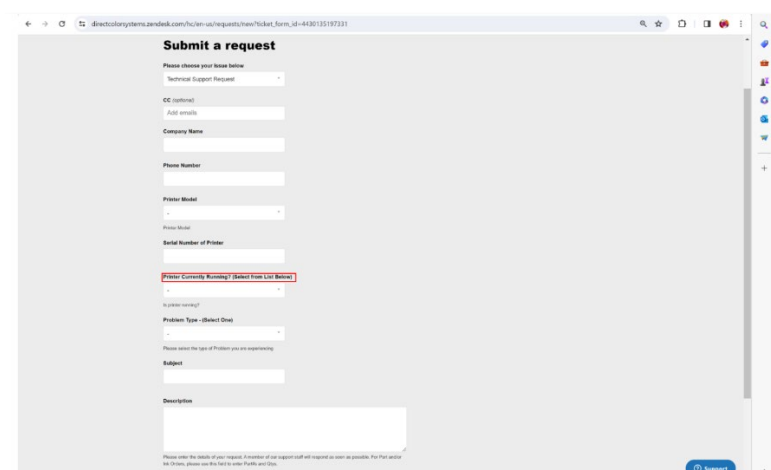 directcolorsystems.zendesk.com/hc/en-us/requests/new?ticket_form_id=4430135197331
Submit a request
Please choose your issue below
Technical Support Request
CC (optional)
Add emails
Company Name
Phone Number
Printer Model
-
Printer Model
Serial Number of Printer
Printer Currently Running? (Select from List Below)
-
Is printer running?
Problem Type - (Select One)
-
Please select the type of Problem you are experiencing
Subject
Description
Please enter the details of your request. A member of our support staff will respond as soon as possible. For Part and/or
Ink Orders, please use this field to enter Part#s and Qtys.
Support